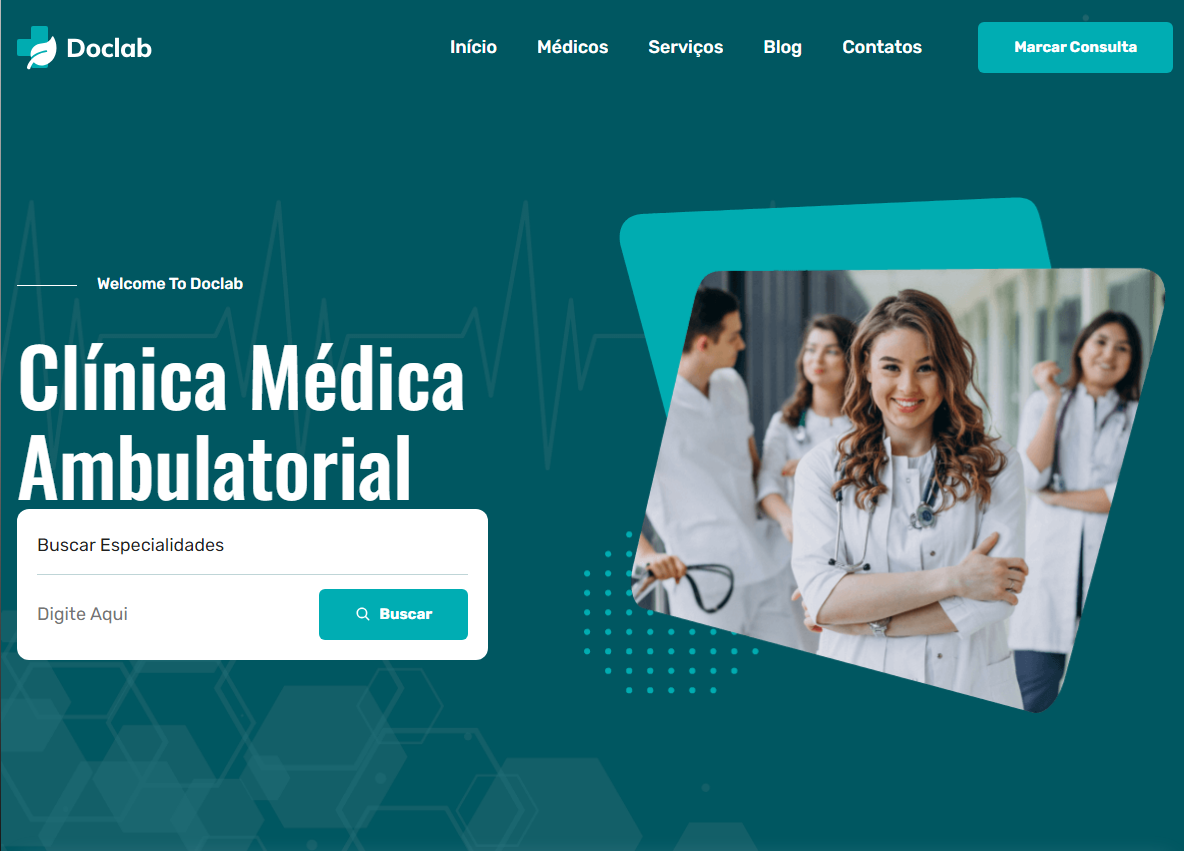 Doclab
Início
Médicos
Serviços
Blog
Contatos
Marcar Consulta
Welcome To Doclab
Clínica Médica
Ambulatorial
Buscar Especialidades
Digite Aqui
Buscar